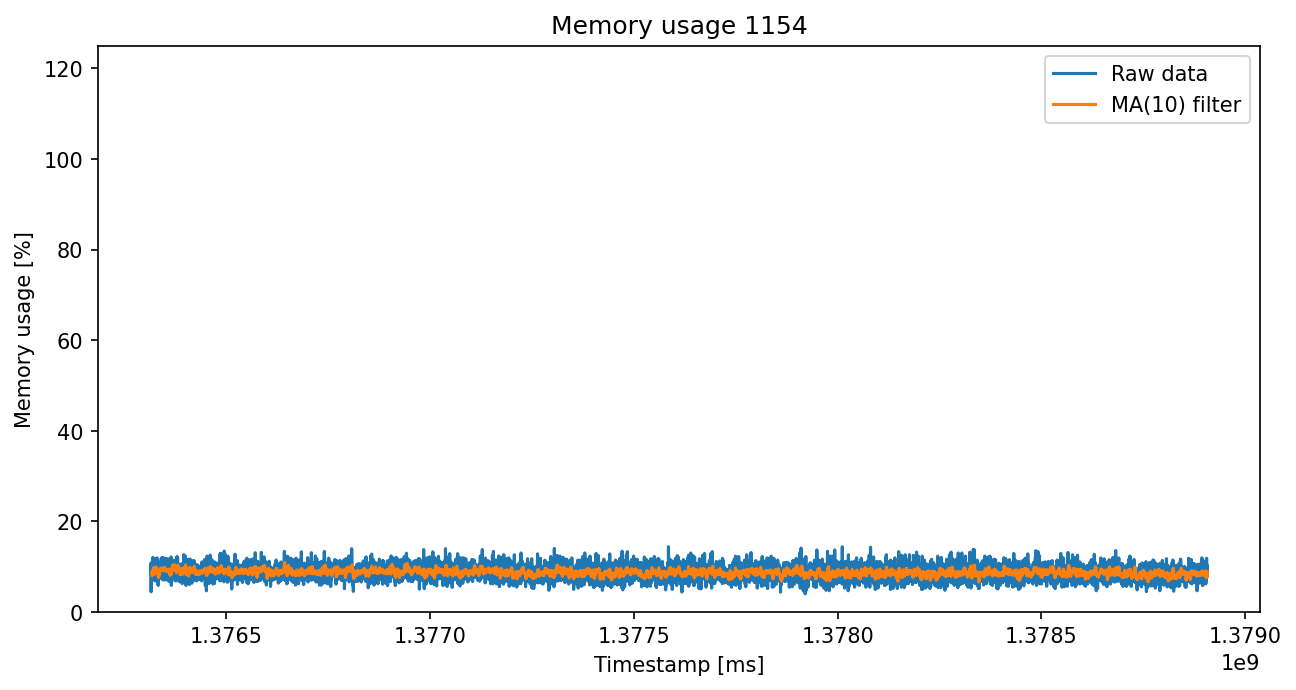 Memory usage 1154
Raw data
MA(10) filter
Memory usage [%]
120
100
80
60
40
20
0
1.3765 1.3770 1.3775 1.3780 1.3785 1.3790
1e9
Timestamp [ms]